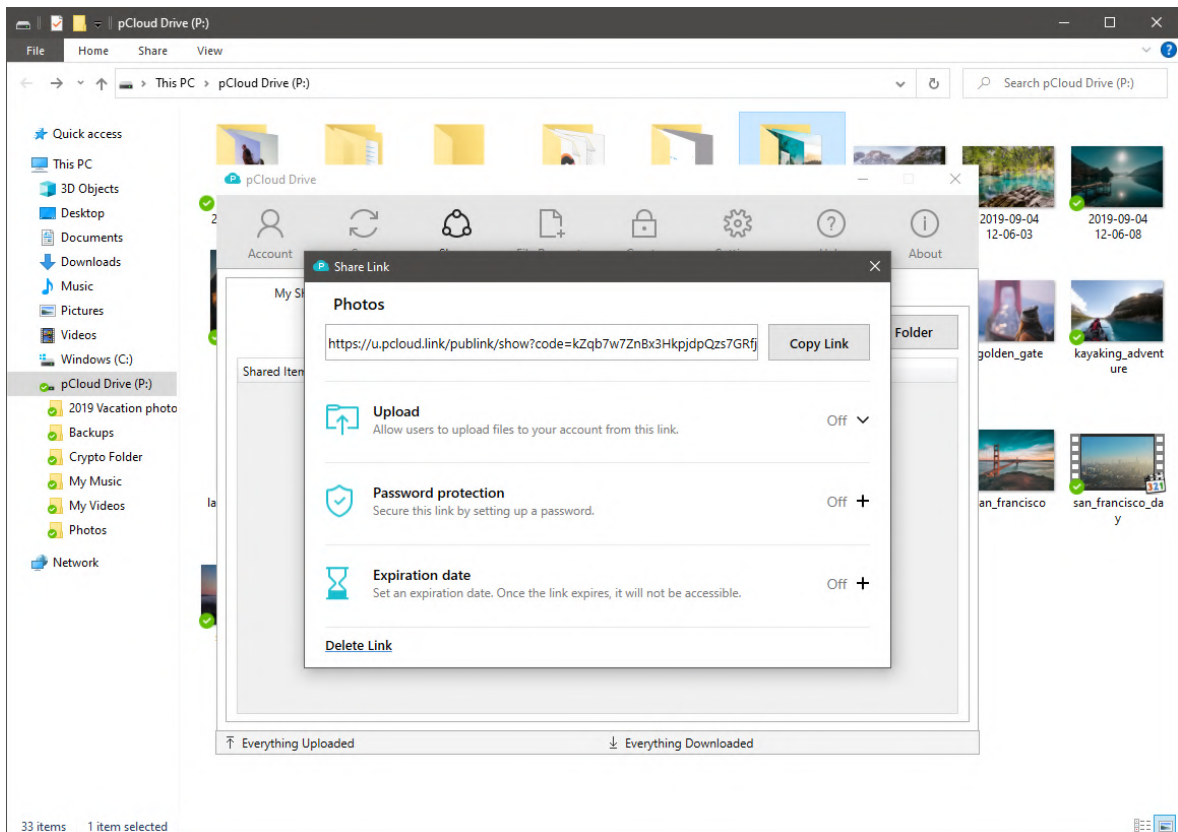 pCloud Drive (P:)
File Home Share View
This PC > pCloud Drive (P:)
Search pCloud Drive (P:)
Quick access
This PC
3D Objects
Desktop
Documents
Downloads
Music
Pictures
Videos
Windows (C:)
pCloud Drive (P:)
2019 Vacation photo
Backups
Crypto Folder
My Music
My Videos
Photos
Network
2019-09-04
12-06-03
2019-09-04
12-06-08
golden_gate
kayaking_advent
ure
an_francisco
san_francisco_da
y
pCloud Drive
Account
About
My Sh
Folder
Shared Iten
Share Link
Photos
https://u.pcloud.link/publink/show?code=kZqb7w7ZnBx3HkpjdpQzs7GRfj
Copy Link
Upload
Allow users to upload files to your account from this link.
Off
Password protection
Secure this link by setting up a password.
Off
Expiration date
Set an expiration date. Once the link expires, it will not be accessible.
Off
Delete Link
Everything Uploaded
Everything Downloaded
33 items 1 item selected